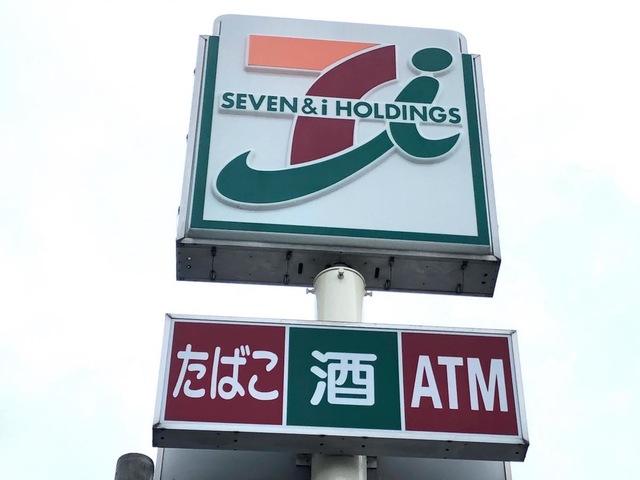 SEVEN&i HOLDINGS
たばこ 酒 ATM